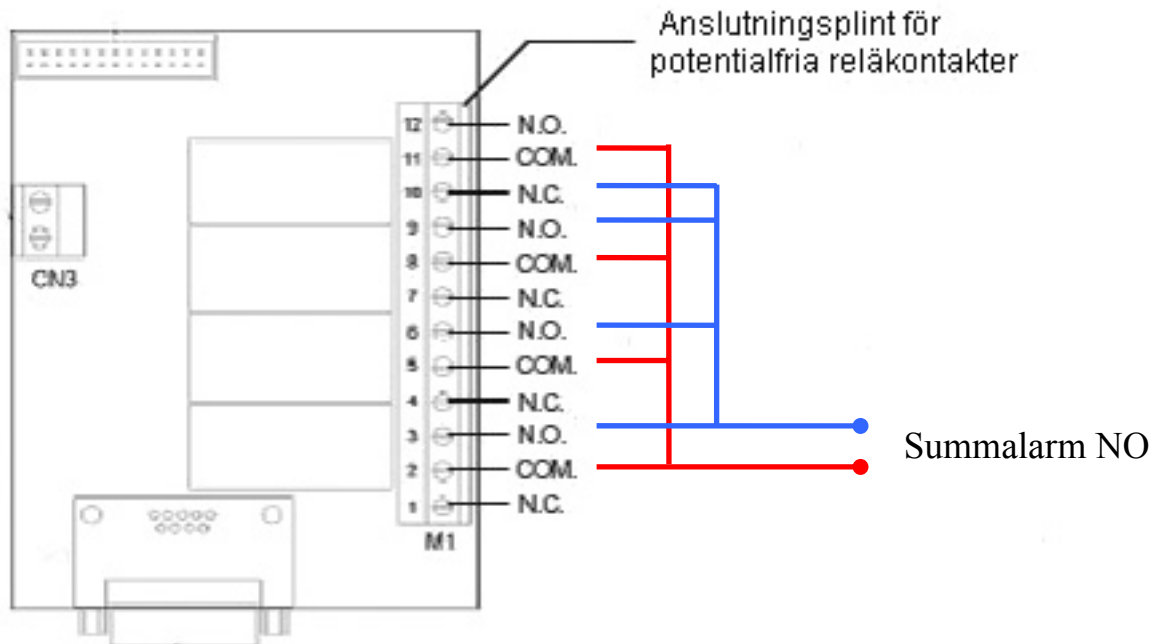 Anslutningsplint för
potentialfria reläkontakter
12 N.O.
11 COM.
10 N.C.
9 N.O.
8 COM.
7 N.C.
6 N.O.
5 COM.
4 N.C.
3 N.O.
2 COM.
1 N.C.
M1
CN3
Summalarm NO